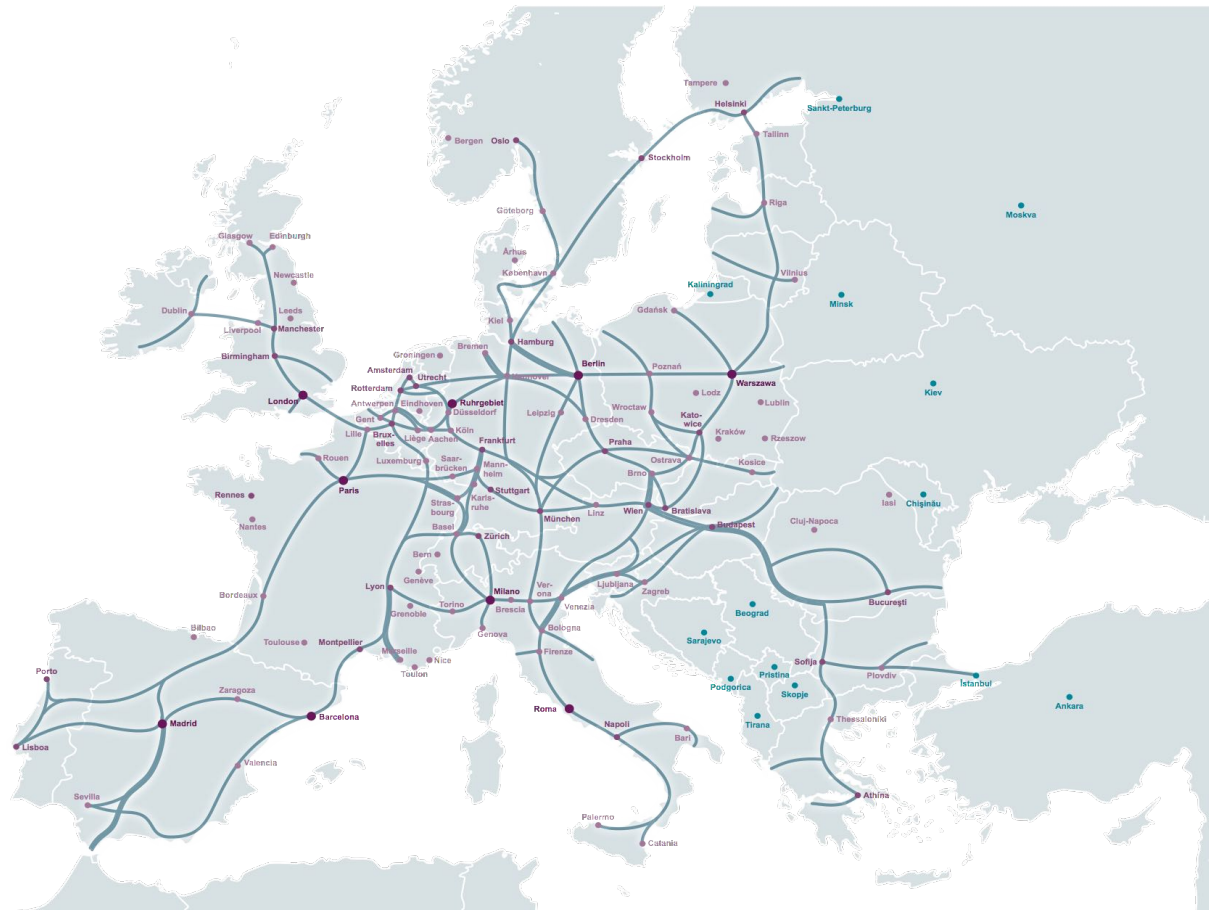 Tampere
Helsinki
Sankt-Peterburg
Bergen
Oslo
Tallinn
Stockholm
Riga
Moskva
Göteborg
Glasgow
Edinburgh
Århus
København
Newcastle
Vilnius
Kaliningrad
Minsk
Dublin
Leeds
Liverpool
Manchester
Kiel
Gdańsk
Hamburg
Birmingham
Groningen
Bremen
Berlin
Amsterdam
Utrecht
Hannover
Poznań
Warszawa
Kiev
Rotterdam
London
Antwerpen
Eindhoven
Ruhrgebiet
Düsseldorf
Lodz
Lublin
Gent
Leipzig
Dresden
Wroclaw
Kato-
wice
Lille
Brux-
elles
Liège
Aachen
Köln
Kraków
Rzeszow
Rouen
Luxemburg
Saar-
brücken
Frankfurt
Mann-
heim
Praha
Ostrava
Kosice
Brno
Paris
Rennes
Stuttgart
Stras-
bourg
Karls-
ruhe
Iasi
Chişinău
Nantes
Basel
Zürich
München
Linz
Wien
Bratislava
Budapest
Cluj-Napoca
Bern
Genève
Lyon
Grenoble
Torino
Milano
Brescia
Ver-
ona
Venezia
Ljubljana
Zagreb
Bordeaux
Beograd
Bucureşti
Bilbao
Toulouse
Montpellier
Marseille
Nice
Toulon
Genova
Bologna
Firenze
Sarajevo
Sofija
Plovdiv
İstanbul
Porto
Podgorica
Pristina
Skopje
Ankara
Zaragoza
Madrid
Barcelona
Roma
Napoli
Bari
Tirana
Thessaloniki
Lisboa
Valencia
Sevilla
Athina
Palermo
Catania